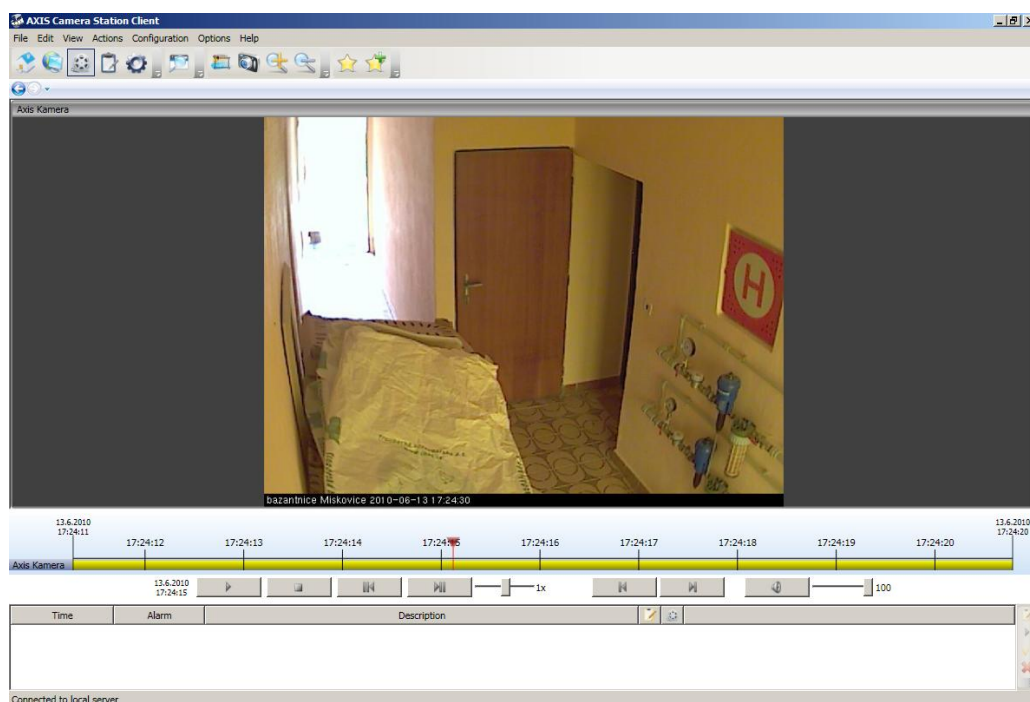 AXIS Camera Station Client
File Edit View Actions Configuration Options Help
Axis Kamera
H
bazantnice Miskovice 2010-06-13 17:24:30
13.6.2010
17:24:11
17:24:12 17:24:13 17:24:14 17:24:15 17:24:16 17:24:17 17:24:18 17:24:19 17:24:20
13.6.2010
17:24:20
Axis Kamera
13.6.2010
17:24:15
1x
100
Time Alarm Description
Connected to local server